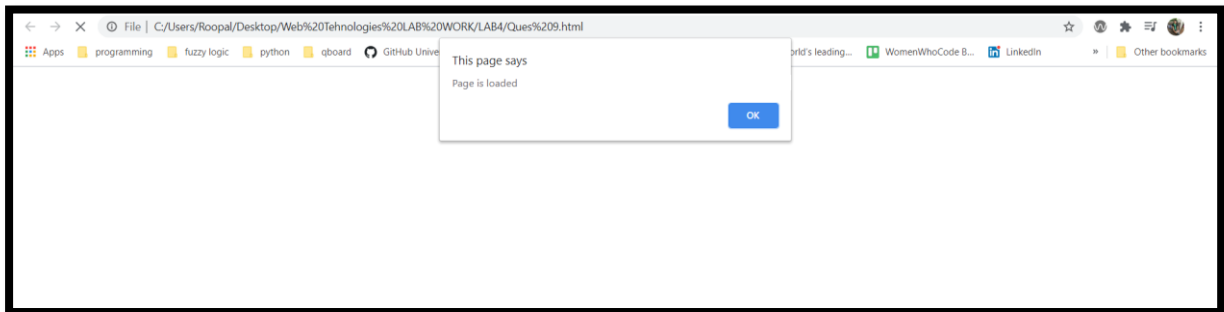 File | C:/Users/Roopal/Desktop/Web%20Tehnologies%20LAB%20WORK/LAB4/Ques%209.html
Apps programming fuzzy logic python qboard GitHub Unive orld's leading... WomenWhoCode B... LinkedIn » Other bookmarks
This page says
Page is loaded
OK